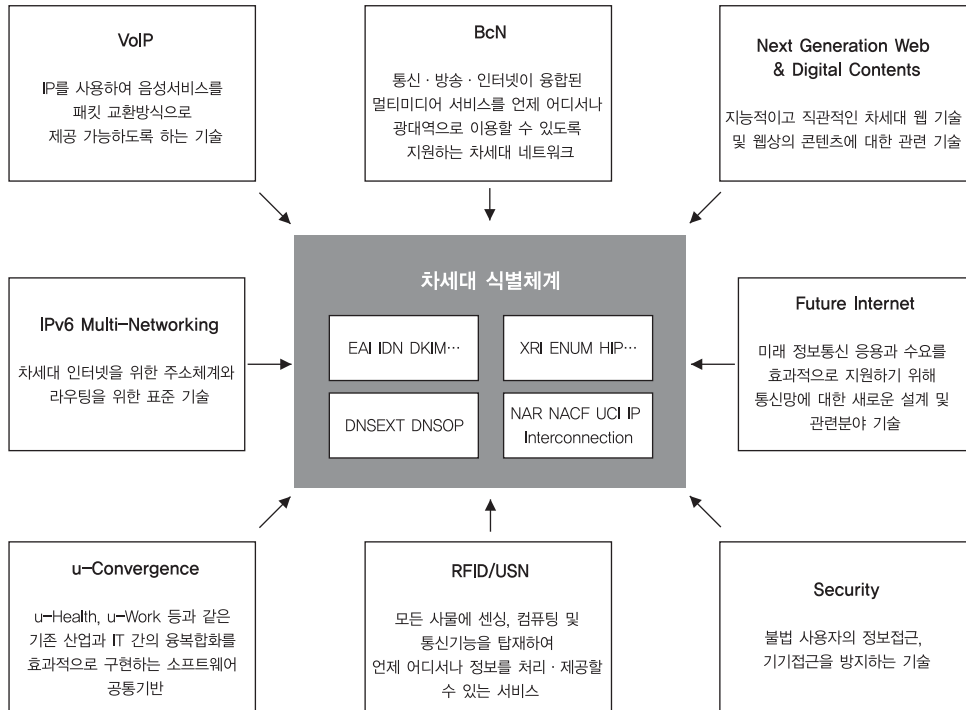 VoIP
IP를 사용하여 음성서비스를
패킷 교환방식으로
제공 가능하도록 하는 기술
BcN
통신 · 방송 · 인터넷이 융합된
멀티미디어 서비스를 언제 어디서나
광대역으로 이용할 수 있도록
지원하는 차세대 네트워크
Next Generation Web
& Digital Contents
지능적이고 직관적인 차세대 웹 기술
및 웹상의 콘텐츠에 대한 관련 기술
IPv6 Multi-Networking
차세대 인터넷을 위한 주소체계와
라우팅을 위한 표준 기술
차세대 식별체계
EAI IDN DKIM…
XRI ENUM HIP…
DNSEXT DNSOP
NAR NACF UCI IP
Interconnection
Future Internet
미래 정보통신 응용과 수요를
효과적으로 지원하기 위해
통신망에 대한 새로운 설계 및
관련분야 기술
u-Convergence
u-Health, u-Work 등과 같은
기존 산업과 IT 간의 융복합화를
효과적으로 구현하는 소프트웨어
공통기반
RFID/USN
모든 사물에 센싱, 컴퓨팅 및
통신기능을 탑재하여
언제 어디서나 정보를 처리 · 제공할
수 있는 서비스
Security
불법 사용자의 정보접근,
기기접근을 방지하는 기술